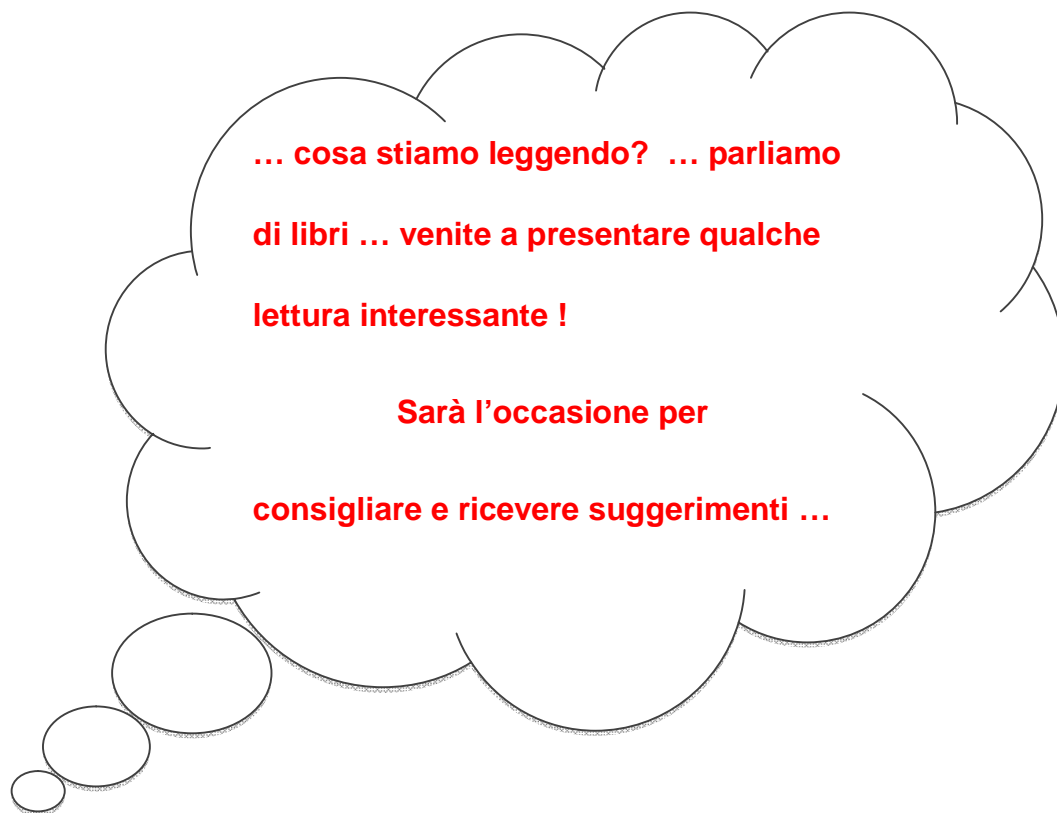 … cosa stiamo leggendo?  … parliamo
di libri … venite a presentare qualche
lettura interessante !
Sarà l’occasione per
consigliare e ricevere suggerimenti …